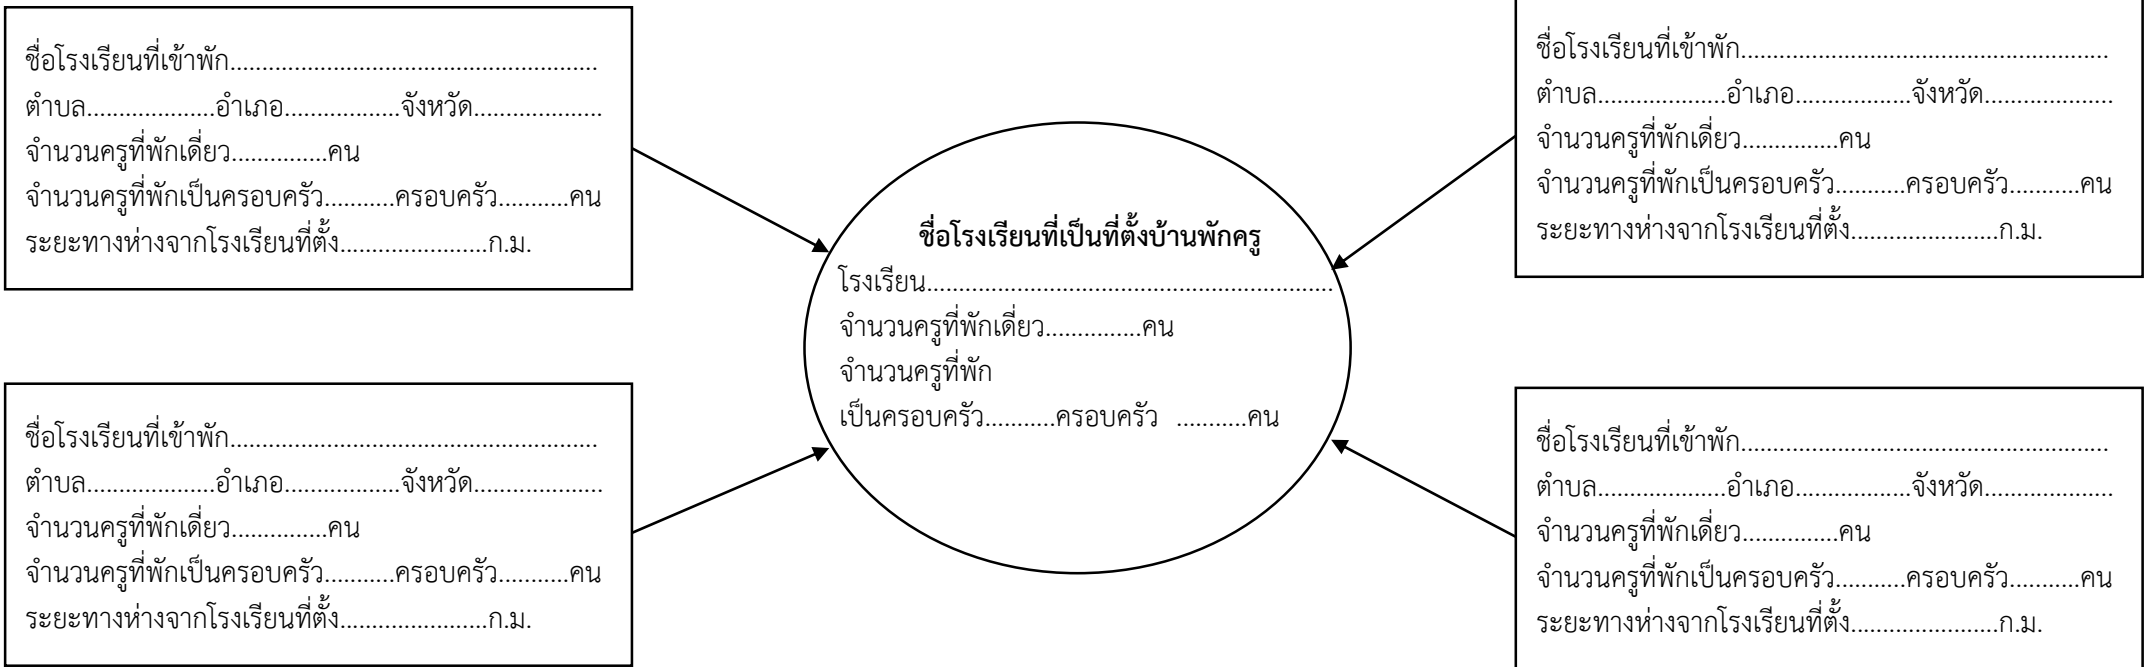 ชื่อโรงเรียนที่เข้าพัก.........................................................
ตำบล....................อำเภอ..................จังหวัด....................
จำนวนครูที่พักเดี่ยว...............คน
จำนวนครูที่พักเป็นครอบครัว...........ครอบครัว...........คน
ระยะทางห่างจากโรงเรียนที่ตั้ง.......................ก.ม.
ชื่อโรงเรียนที่เข้าพัก.........................................................
ตำบล....................อำเภอ..................จังหวัด....................
จำนวนครูที่พักเดี่ยว...............คน
จำนวนครูที่พักเป็นครอบครัว...........ครอบครัว...........คน
ระยะทางห่างจากโรงเรียนที่ตั้ง.......................ก.ม.
ชื่อโรงเรียนที่เป็นที่ตั้งบ้านพักครู
โรงเรียน...............................................................
จำนวนครูที่พักเดี่ยว...............คน
จำนวนครูที่พัก
เป็นครอบครัว...........ครอบครัว ...........คน
ชื่อโรงเรียนที่เข้าพัก.........................................................
ตำบล....................อำเภอ..................จังหวัด....................
จำนวนครูที่พักเดี่ยว...............คน
จำนวนครูที่พักเป็นครอบครัว...........ครอบครัว...........คน
ระยะทางห่างจากโรงเรียนที่ตั้ง.......................ก.ม.
ชื่อโรงเรียนที่เข้าพัก.........................................................
ตำบล....................อำเภอ..................จังหวัด....................
จำนวนครูที่พักเดี่ยว...............คน
จำนวนครูที่พักเป็นครอบครัว...........ครอบครัว...........คน
ระยะทางห่างจากโรงเรียนที่ตั้ง.......................ก.ม.